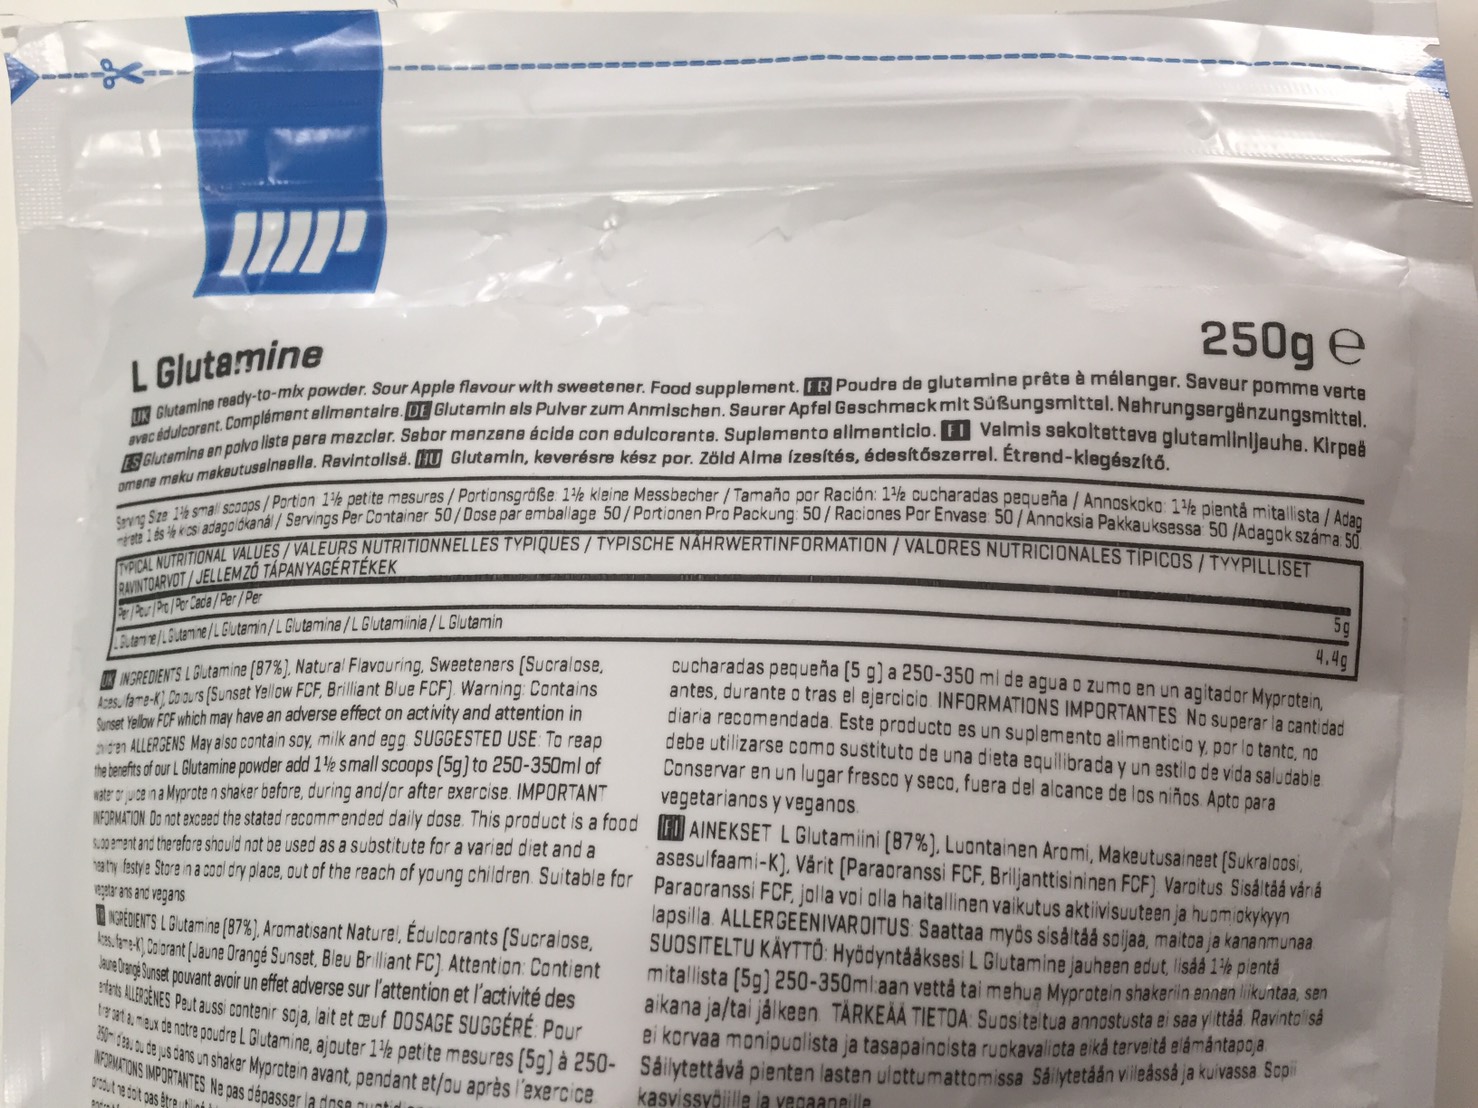 L Glutamine
250g e
UK Glutamine ready-to-mix powder. Sour Apple flavour with sweetener. Food supplement. FR Poudre de glutamine prête à mélanger. Saveur pomme verte
avec édulcorant. Complément alimentaire. DE Glutamin als Pulver zum Anmischen. Saurer Apfel Geschmack mit Süßungsmittel. Nahrungsergänzungsmittel.
ES Glutamina en polvo lista para mezclar. Sabor manzana ácida con edulcorante. Suplemento alimenticio. FI Valmis sekoitettava glutamiinijauhe. Kirpeä
omena maku makeutusaineella. Ravintolisä. HU Glutamin, keverésre kész por. Zöld Alma ízesítés, édesítőszerrel. Étrend-kiegészítő.
Serving Size: 1½ small scoops / Portion: 1½ petite mesures / Portionsgröße: 1½ kleine Messbecher / Tamaño por Ración: 1½ cucharadas pequeña / Annoskoko: 1½ pientä mitallista / Adag
mérete 1 és ½ kicsi adagolókanál / Servings Per Container 50 / Dose par emballage 50 / Portionen Pro Packung: 50 / Raciones Por Envase: 50 / Annoksia Pakkauksessa: 50 / Adagok száma: 50
TYPICAL NUTRITIONAL VALUES / VALEURS NUTRITIONNELLES TYPIQUES / TYPISCHE NÄHRWERTINFORMATION / VALORES NUTRICIONALES TÍPICOS / TYYPILLISET
RAVINTOARVOT / JELLEMZŐ TÁPANYAGÉRTÉKEK
Per / Pour / Pro / Por Cada / Per / Per 5g
L Glutamine / L Glutamine / L Glutamin / L Glutamina / L Glutamiinia / L Glutamin 4.4g
UK INGREDIENTS L Glutamine (87%), Natural Flavouring, Sweeteners (Sucralose,
Acesulfame-K), Colours (Sunset Yellow FCF, Brilliant Blue FCF). Warning: Contains
Sunset Yellow FCF which may have an adverse effect on activity and attention in
children ALLERGENS May also contain soy, milk and egg. SUGGESTED USE: To reap
the benefits of our L Glutamine powder add 1½ small scoops (5g) to 250-350ml of
water or juice in a Myprotein shaker before, during and/or after exercise. IMPORTANT
INFORMATION Do not exceed the stated recommended daily dose. This product is a food
supplement and therefore should not be used as a substitute for a varied diet and a
healthy lifestyle Store in a cool dry place, out of the reach of young children. Suitable for
vegetarians and vegans
INGRÉDIENTS L Glutamine (87%), Aromatisant Naturel, Édulcorants (Sucralose,
Acesulfame-K), Colorant (Jaune Orangé Sunset, Bleu Brilliant FC). Attention: Contient
Jaune Orangé Sunset pouvant avoir un effet adverse sur l'attention et l'activité des
enfants ALLERGÈNES Peut aussi contenir soja, lait et œuf. DOSAGE SUGGÉRÉ: Pour
tirer parti au mieux de notre poudre L Glutamine, ajouter 1½ petite mesures (5g) à 250-
350ml d'eau ou de jus dans un shaker Myprotein avant, pendant et/ou après l'exercice.
INFORMATIONS IMPORTANTES Ne pas dépasser la dose
produit ne doit pas être
cucharadas pequeña (5 g) a 250-350 ml de agua o zumo en un agitador Myprotein,
antes, durante o tras el ejercicio. INFORMATIONS IMPORTANTES: No superar la cantidad
diaria recomendada. Este producto es un suplemento alimenticio y, por lo tanto, no
debe utilizarse como sustituto de una dieta equilibrada y un estilo de vida saludable.
Conservar en un lugar fresco y seco, fuera del alcance de los niños. Apto para
vegetarianos y veganos.
FI AINEKSET L Glutamiini (87%), Luontainen Aromi, Makeutusaineet (Sukraloosi,
asesulfaami-K), Värit (Paraoranssi FCF, Briljanttisininen FCF). Varoitus: Sisältää väriä
Paraoranssi FCF, jolla voi olla haitallinen vaikutus aktiivisuuteen ja huomiokykyyn
lapsilla. ALLERGEENIVAROITUS: Saattaa myös sisältää soijaa, maitoa ja kananmunaa
SUOSITELTU KÄYTTÖ: Hyödyntääksesi L Glutamine jauheen edut, lisää 1½ pientä
mitallista (5g) 250-350ml:aan vettä tai mehua Myprotein shakeriin ennen liikuntaa, sen
aikana ja/tai jälkeen. TÄRKEÄÄ TIETOA: Suositeltua annostusta ei saa ylittää. Ravintolisä
ei korvaa monipuolista ja tasapainoista ruokavaliota eikä terveitä elämäntapoja.
Säilytettävä pienten lasten ulottumattomissa. Säilytetään viileässä ja kuivassa. Sopii
kasvissyöjille ja vegaaneille